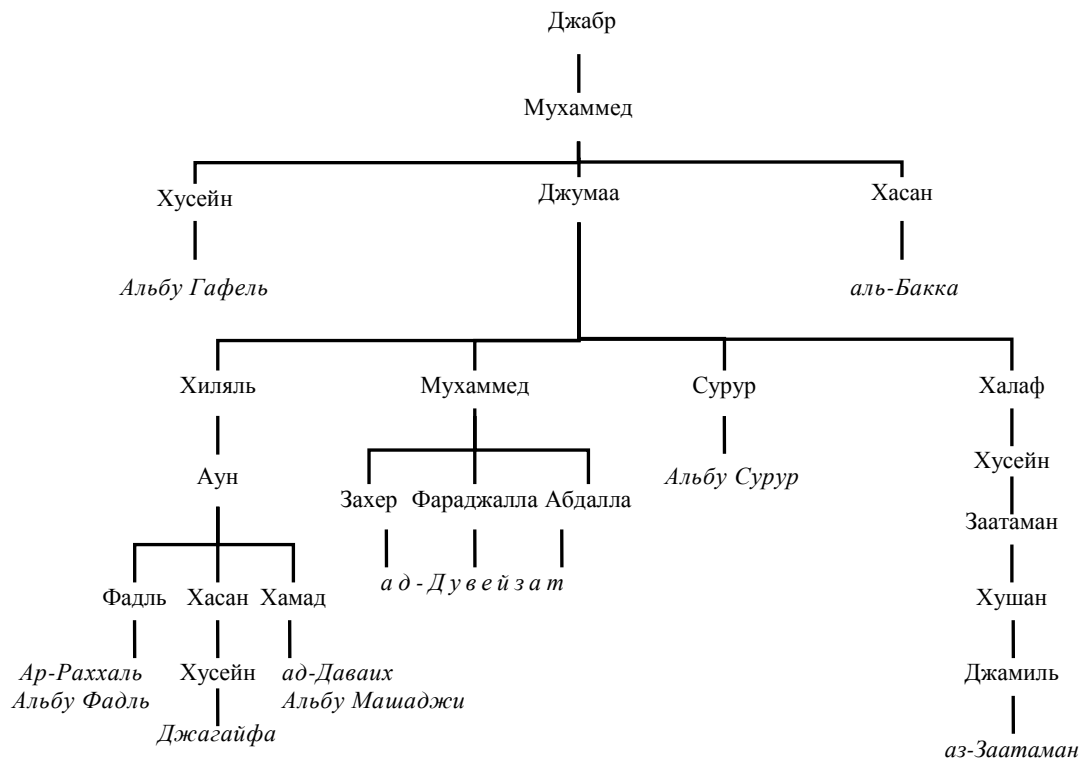 Джабр
Мухаммед
Хусейн Джумаа Хасан
Альбу Гафель аль-Бакка
Хиляль Мухаммед Сурур Халаф
Аун Захер Фараджалла Абдалла Альбу Сурур Хусейн
Заатаман
ад-Дувейзат
Фадль Хасан Хамад Хушан
Ар-Раххаль Хусейн ад-Даваих Джамиль
Альбу Фадль Альбу Машаджи
Джагайфа аз-Заатаман